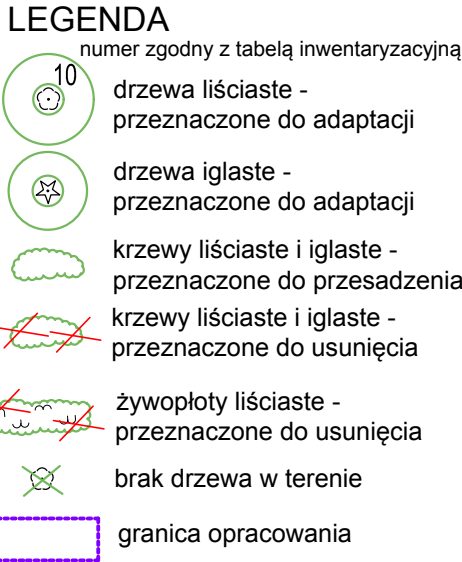 LEGENDA
numer zgodny z tabelą inwentaryzacyjną
10
drzewa liściaste -
przeznaczone do adaptacji
drzewa iglaste -
przeznaczone do adaptacji
krzewy liściaste i iglaste -
przeznaczone do przesadzenia
krzewy liściaste i iglaste -
przeznaczone do usunięcia
żywopłoty liściaste -
przeznaczone do usunięcia
brak drzewa w terenie
granica opracowania